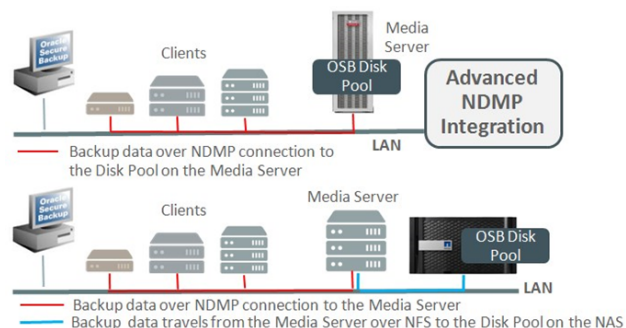 Oracle
Secure
Backup
Clients
Media
Server
OSB Disk
Pool
Advanced
NDMP
Integration
LAN
Backup data over NDMP connection to
the Disk Pool on the Media Server
Oracle
Secure
Backup
Clients
Media Server
OSB Disk
Pool
LAN
Backup data over NDMP connection to the Media Server
Backup data travels from the Media Server over NFS to the Disk Pool on the NAS